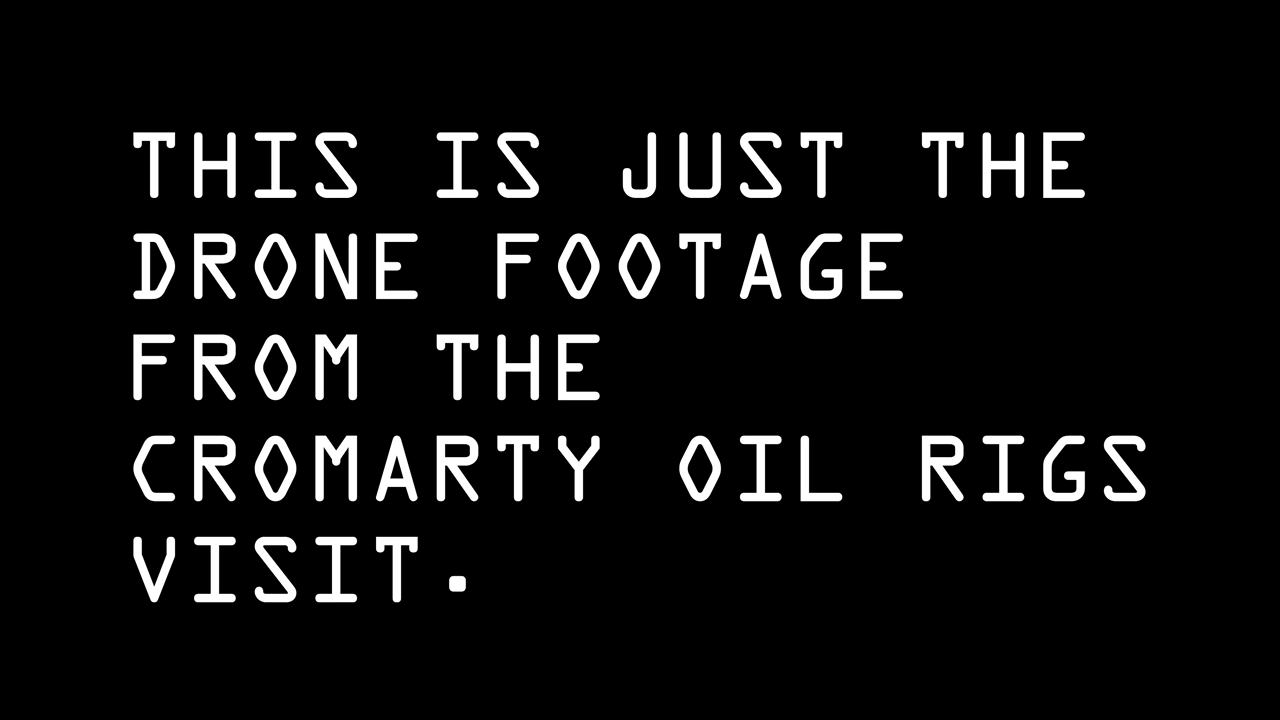 THIS IS JUST THE
DRONE FOOTAGE
FROM THE
CROMARTY OIL RIGS
VISIT.